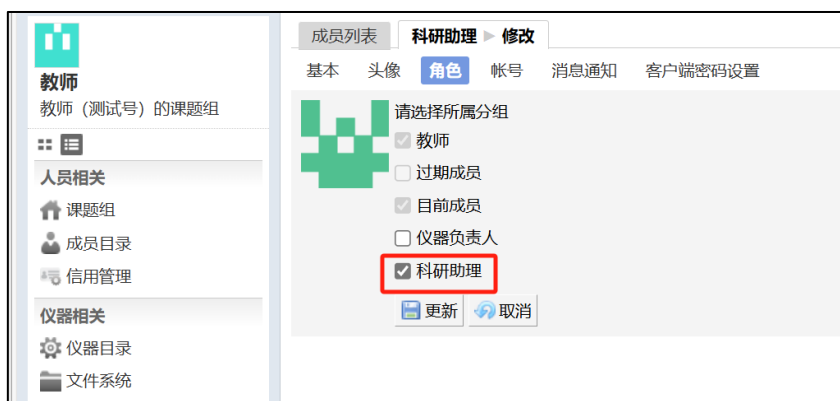 教师
教师（测试号）的课题组
人员相关
课题组
成员目录
信用管理
仪器相关
仪器目录
文件系统
成员列表 科研助理 ▶ 修改
基本 头像 角色 帐号 消息通知 客户端密码设置
请选择所属分组
教师
过期成员
目前成员
仪器负责人
科研助理
更新 取消